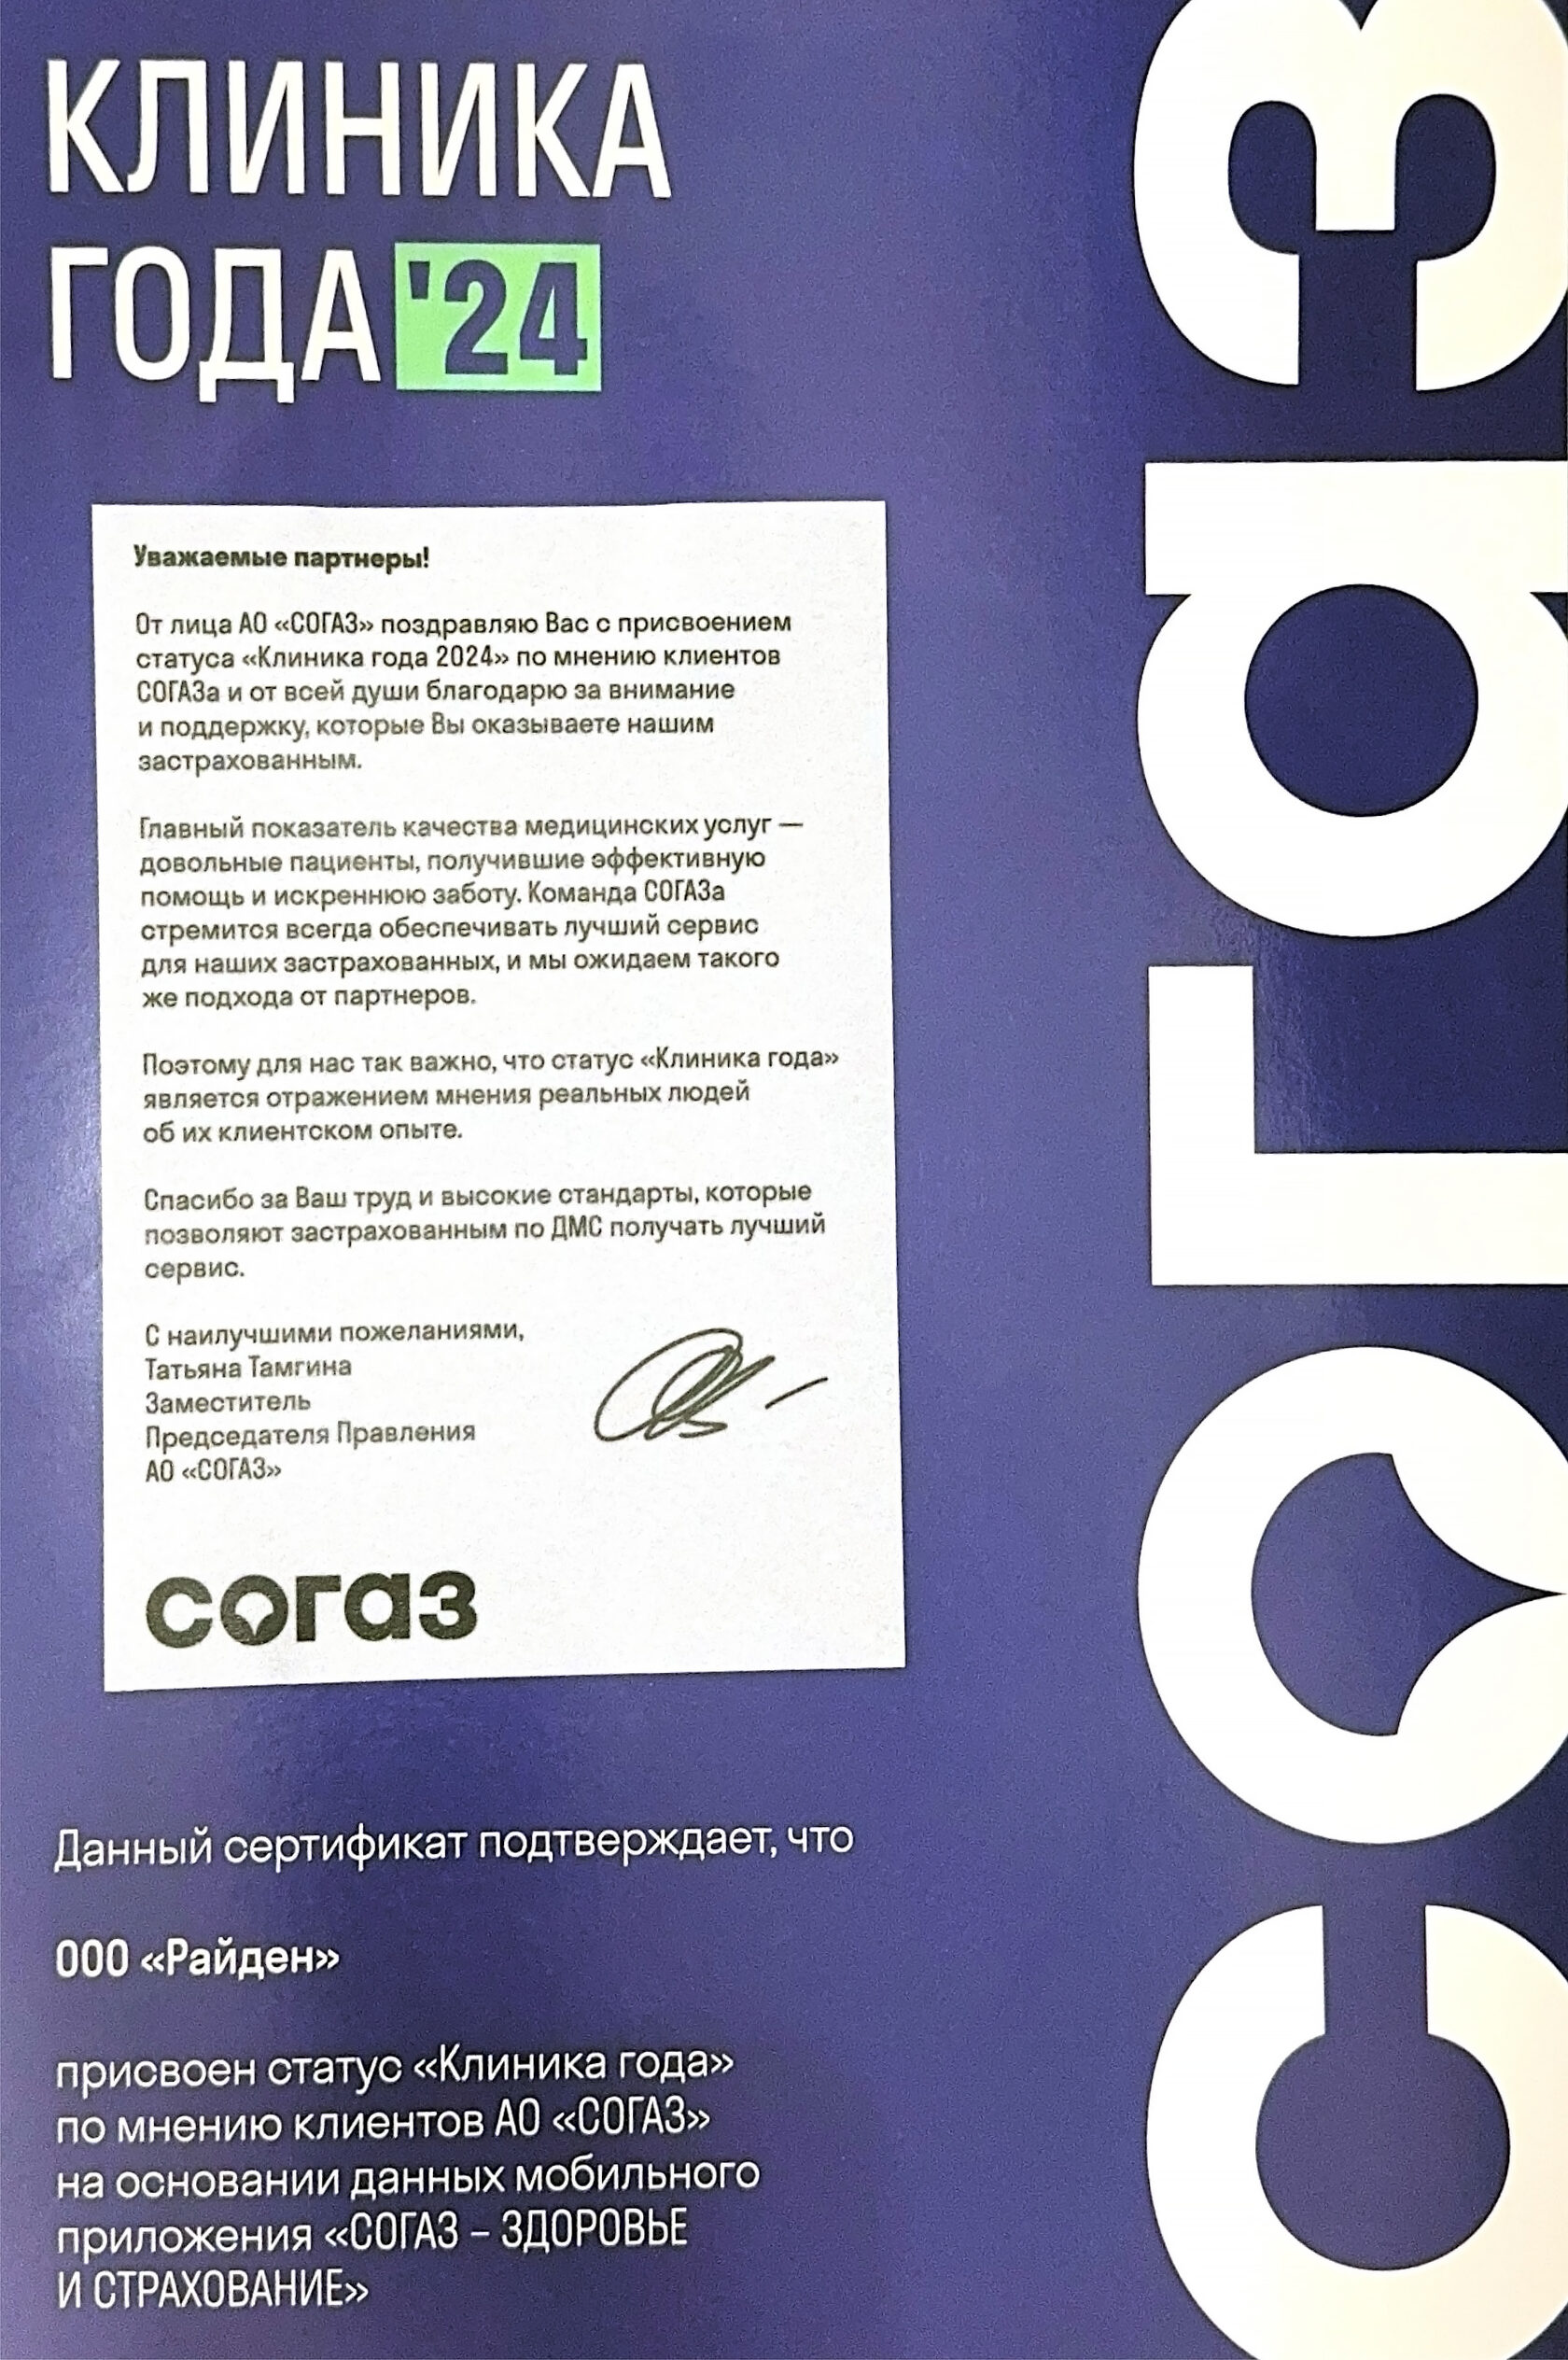 КЛИНИКА
ГОДА '24
Уважаемые партнеры!
От лица АО «СОГАЗ» поздравляю Вас с присвоением
статуса «Клиника года 2024» по мнению клиентов
СОГАЗа и от всей души благодарю за внимание
и поддержку, которые Вы оказываете нашим
застрахованным.
Главный показатель качества медицинских услуг —
довольные пациенты, получившие эффективную
помощь и искреннюю заботу. Команда СОГАЗа
стремится всегда обеспечивать лучший сервис
для наших застрахованных, и мы ожидаем такого
же подхода от партнеров.
Поэтому для нас так важно, что статус «Клиника года»
является отражением мнения реальных людей
об их клиентском опыте.
Спасибо за Ваш труд и высокие стандарты, которые
позволяют застрахованным по ДМС получать лучший
сервис.
С наилучшими пожеланиями,
Татьяна Тамгина
Заместитель
Председателя Правления
АО «СОГАЗ»
согаз
Данный сертификат подтверждает, что
ООО «Райден»
присвоен статус «Клиника года»
по мнению клиентов АО «СОГАЗ»
на основании данных мобильного
приложения «СОГАЗ – ЗДОРОВЬЕ
И СТРАХОВАНИЕ»
согаз